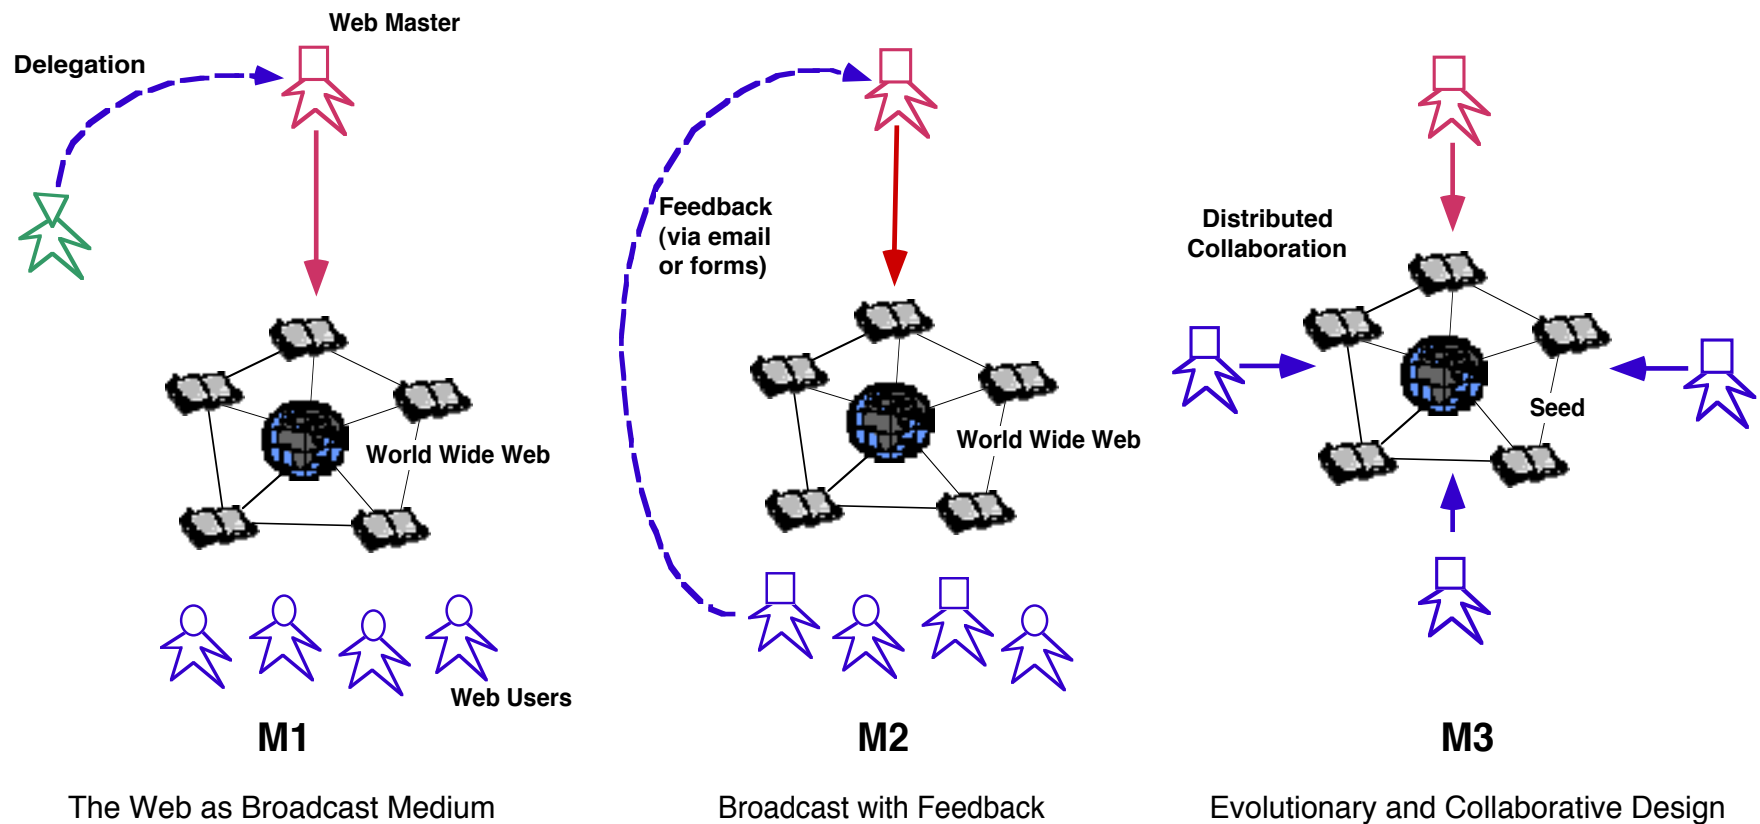 Web Master
Delegation
World Wide Web
Web Users
M1
The Web as Broadcast Medium
Feedback
(via email
or forms)
World Wide Web
M2
Broadcast with Feedback
Distributed
Collaboration
Seed
M3
Evolutionary and Collaborative Design